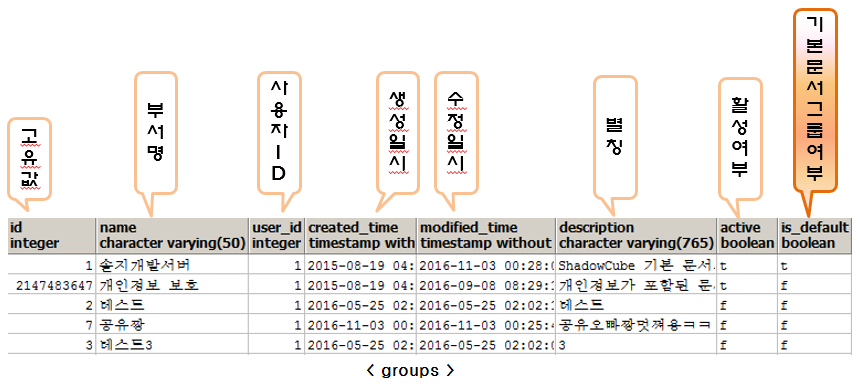 고유값
부서명
사용자ID
생성일시
수정일시
별칭
활성여부
기본문서그룹여부
id integer
name character varying(50)
user_id integer
created_time timestamp with
modified_time timestamp without
description character varying(765)
active boolean
is_default boolean
1 솔지개발서버 1 2015-08-19 04: 2016-11-03 00:28:0 ShadowCube 기본 문서. t t
2147483647 개인정보 보호 1 2015-08-19 04: 2016-09-08 08:29:1 개인정보가 포함된 문 t f
2 테스트 1 2016-05-25 02: 2016-05-25 02:02:1 테스트 f f
7 공유짱 1 2016-11-03 00: 2016-11-03 00:25:4 공유오빠짱멋져용ㅋㅋ f f
3 테스트3 1 2016-05-25 02: 2016-05-25 02:02:0 3 f f
< groups >